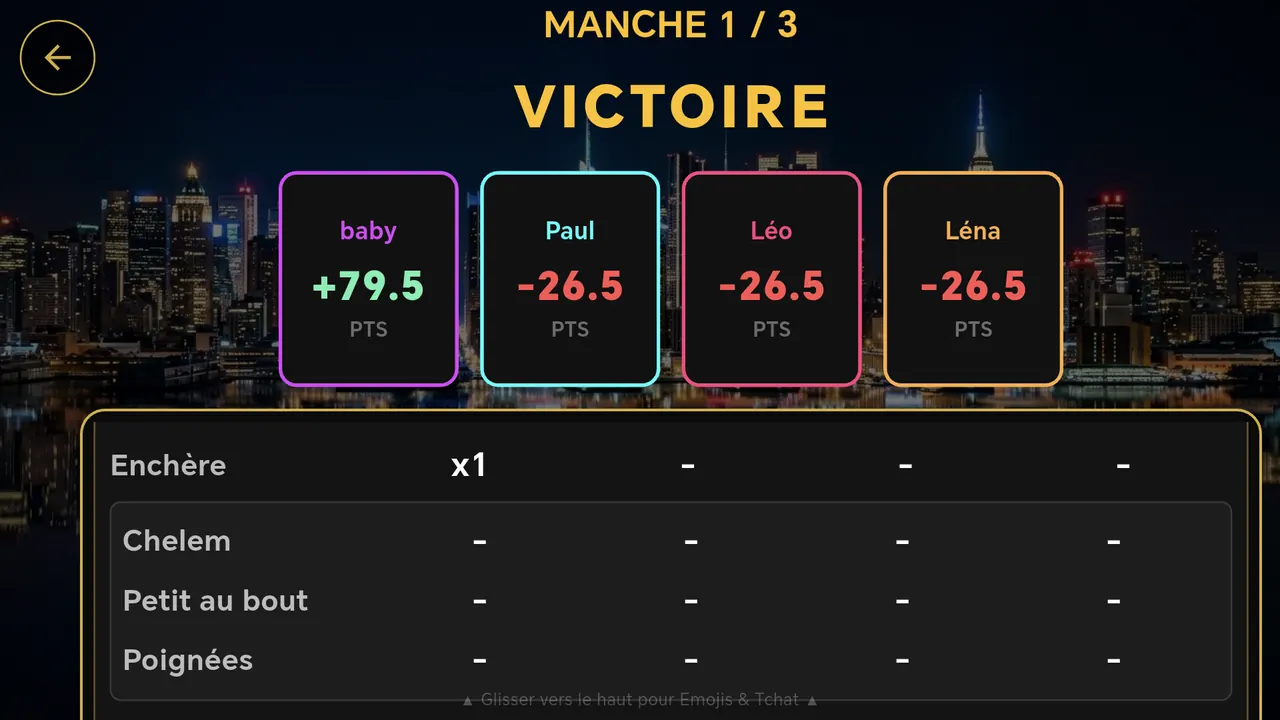 MANCHE 1 / 3
VICTOIRE
baby Paul Léo Léna
+79.5 -26.5 -26.5 -26.5
PTS PTS PTS PTS
Enchère x1 - - -
Chelem - - - -
Petit au bout - - - -
Poignées - - - -
▲ Glisser vers le haut pour Emojis & Tchat ▲